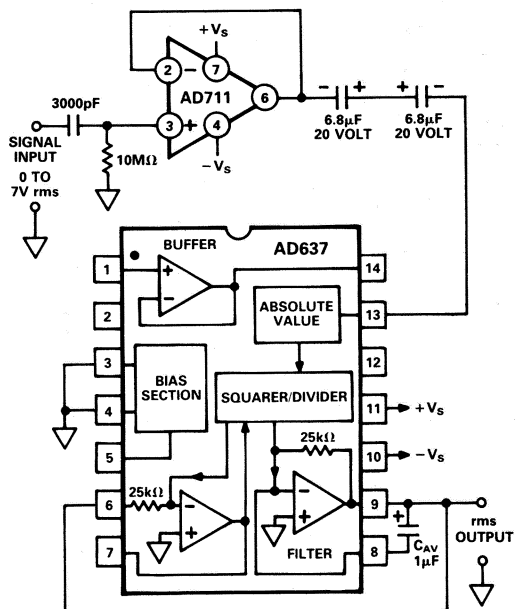 +VS
2
−
7
AD711
6
3
+
4
−VS
3000pF
10MΩ
SIGNAL
INPUT
0 TO
7V rms
− +
6.8µF
20 VOLT
+ −
6.8µF
20 VOLT
BUFFER
AD637
1
+
−
14
2
ABSOLUTE
VALUE
13
3
BIAS
SECTION
12
4
SQUARER/DIVIDER
11
+VS
5
25kΩ
10
−VS
6
25kΩ
−
+
−
+
9
+
rms
OUTPUT
7
FILTER
8
CAV
1µF